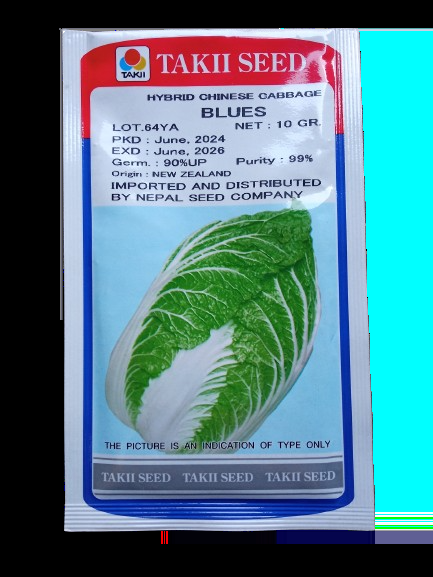 TAKII TAKII SEED
HYBRID CHINESE CABBAGE
BLUES
LOT.64YA NET : 10 GR.
PKD : June, 2024
EXD : June, 2026
Germ. : 90%UP Purity : 99%
Origin : NEW ZEALAND
IMPORTED AND DISTRIBUTED
BY NEPAL SEED COMPANY
THE PICTURE IS AN INDICATION OF TYPE ONLY
TAKII SEED TAKII SEED TAKII SEED